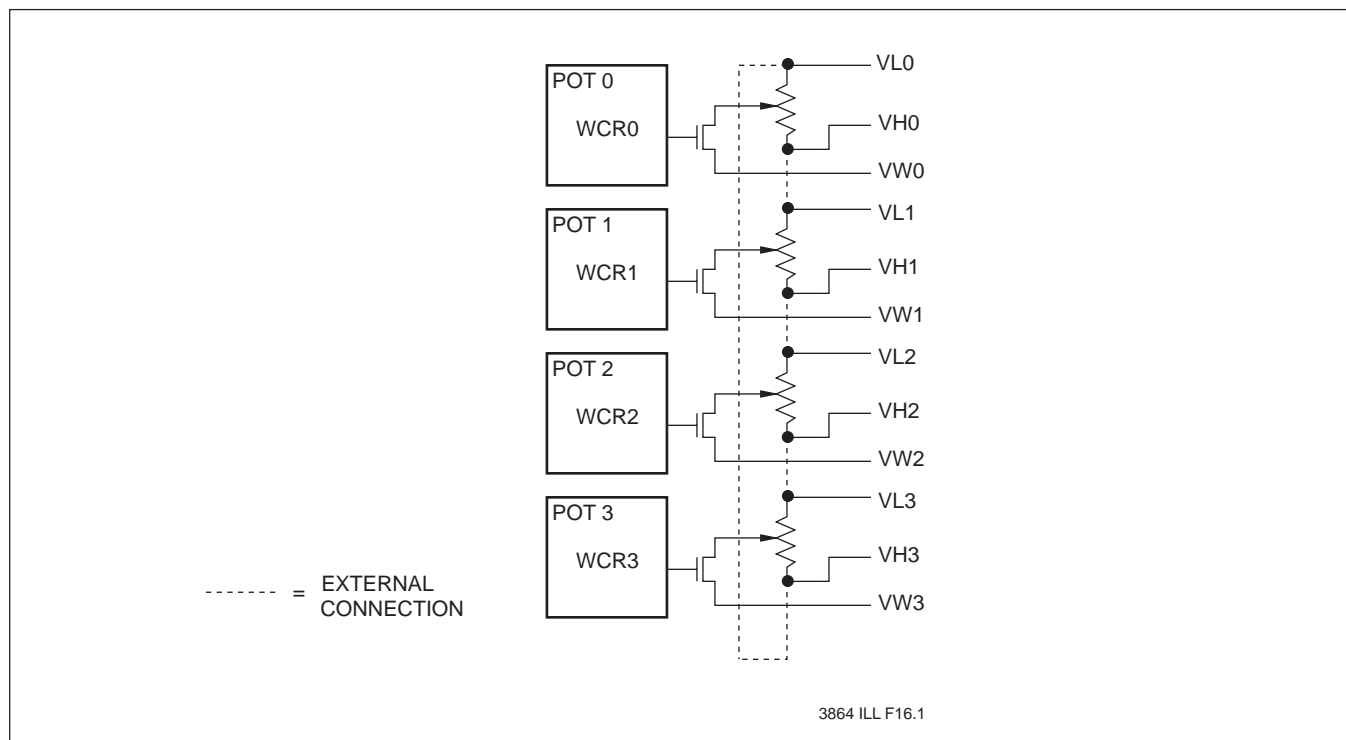 POT 0
WCR0
VL0
VH0
VW0
POT 1
WCR1
VL1
VH1
VW1
POT 2
WCR2
VL2
VH2
VW2
POT 3
WCR3
VL3
VH3
VW3
------- = EXTERNAL
CONNECTION
3864 ILL F16.1